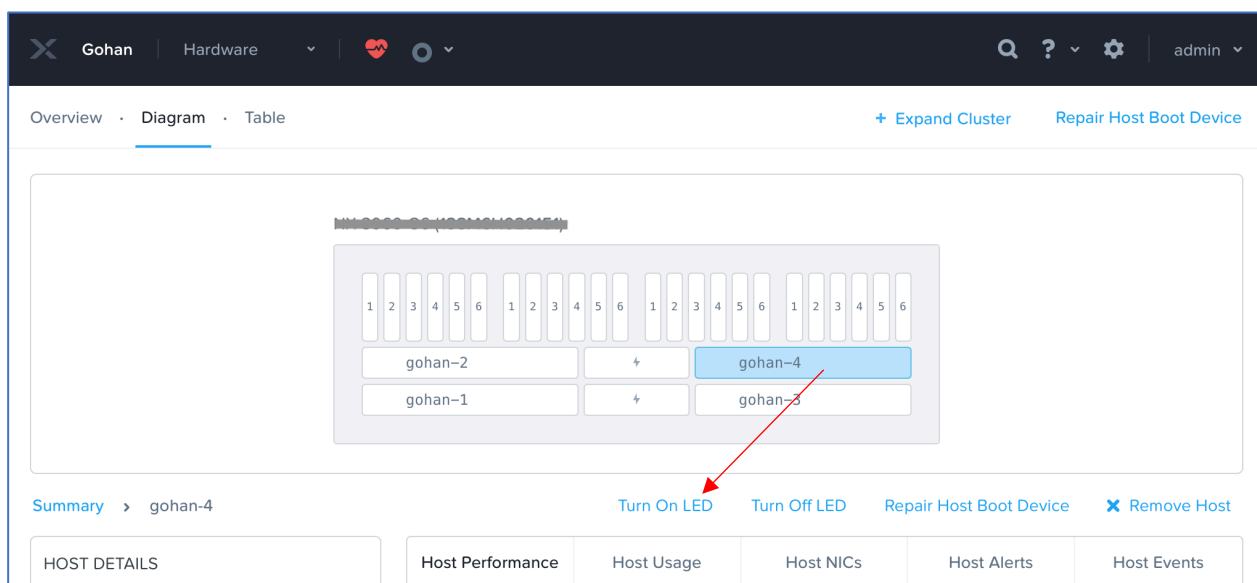 Gohan Hardware admin
Overview · Diagram · Table + Expand Cluster Repair Host Boot Device
1 2 3 4 5 6 1 2 3 4 5 6 1 2 3 4 5 6 1 2 3 4 5 6
gohan-2 gohan-4
gohan-1 gohan-3
Summary > gohan-4 Turn On LED Turn Off LED Repair Host Boot Device × Remove Host
HOST DETAILS Host Performance Host Usage Host NICs Host Alerts Host Events